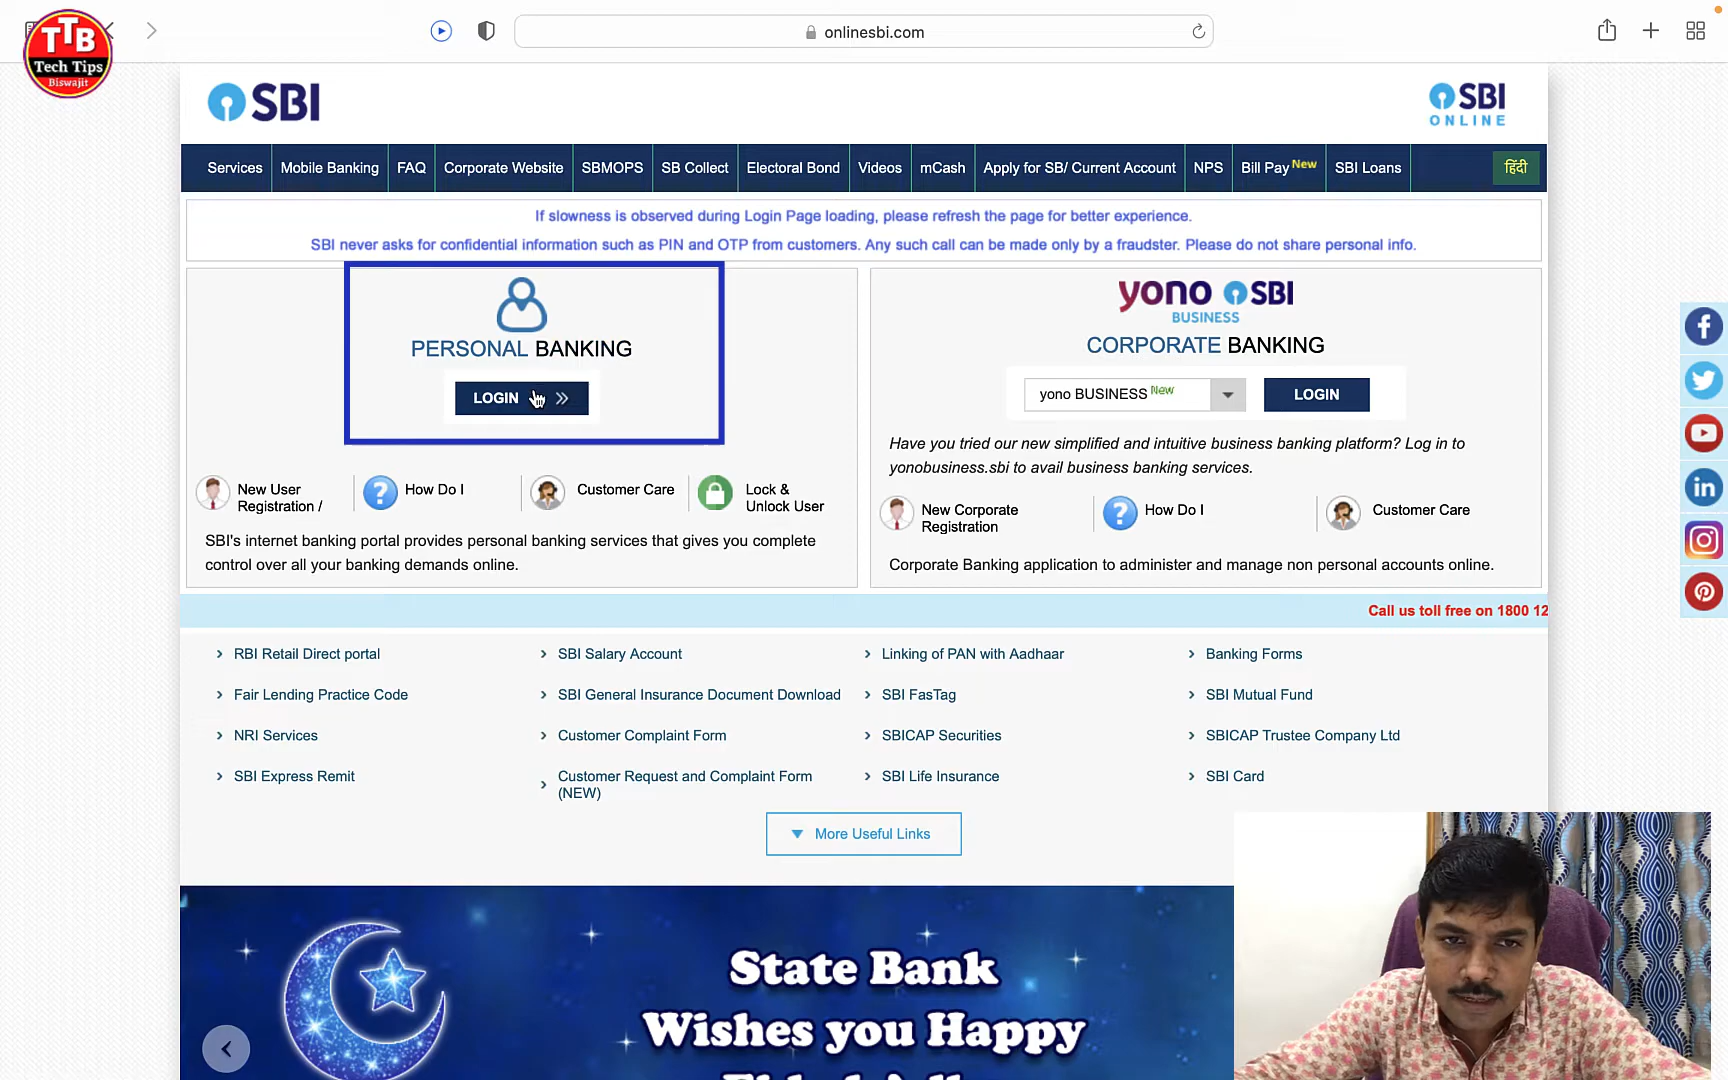 TTB
Tech Tips
Biswajit
onlinesbi.com
SBI
SBI
ONLINE
Services Mobile Banking FAQ Corporate Website SBMOPS SB Collect Electoral Bond Videos mCash Apply for SB/ Current Account NPS Bill Pay New SBI Loans हिंदी
If slowness is observed during Login Page loading, please refresh the page for better experience.
SBI never asks for confidential information such as PIN and OTP from customers. Any such call can be made only by a fraudster. Please do not share personal info.
PERSONAL BANKING
LOGIN
New User
Registration /
How Do I
Customer Care
Lock &
Unlock User
SBI's internet banking portal provides personal banking services that gives you complete
control over all your banking demands online.
yono SBI
BUSINESS
CORPORATE BANKING
yono BUSINESS New
LOGIN
Have you tried our new simplified and intuitive business banking platform? Log in to
yonobusiness.sbi to avail business banking services.
New Corporate
Registration
How Do I
Customer Care
Corporate Banking application to administer and manage non personal accounts online.
Call us toll free on 1800 12
RBI Retail Direct portal
SBI Salary Account
Linking of PAN with Aadhaar
Banking Forms
Fair Lending Practice Code
SBI General Insurance Document Download
SBI FasTag
SBI Mutual Fund
NRI Services
Customer Complaint Form
SBICAP Securities
SBICAP Trustee Company Ltd
SBI Express Remit
Customer Request and Complaint Form
(NEW)
SBI Life Insurance
SBI Card
More Useful Links
State Bank
Wishes you Happy